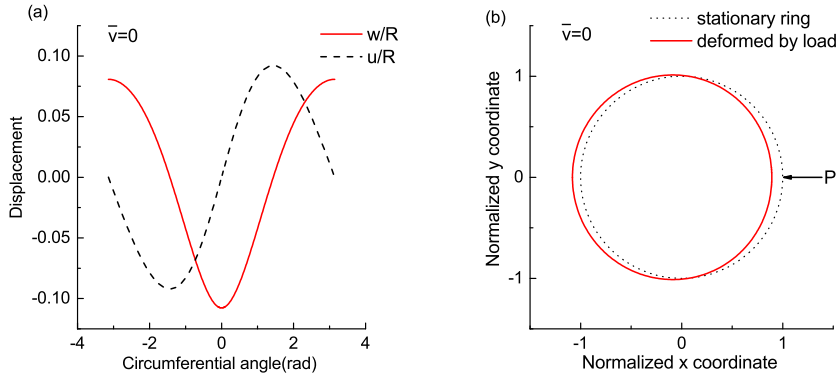 (a)
v̅=0
w/R
u/R
0.10
0.05
0.00
-0.05
-0.10
Displacement
-4
-2
0
2
4
Circumferential angle(rad)
(b)
v̅=0
stationary ring
deformed by load
1
0
-1
Normalized y coordinate
P
-1
0
1
Normalized x coordinate